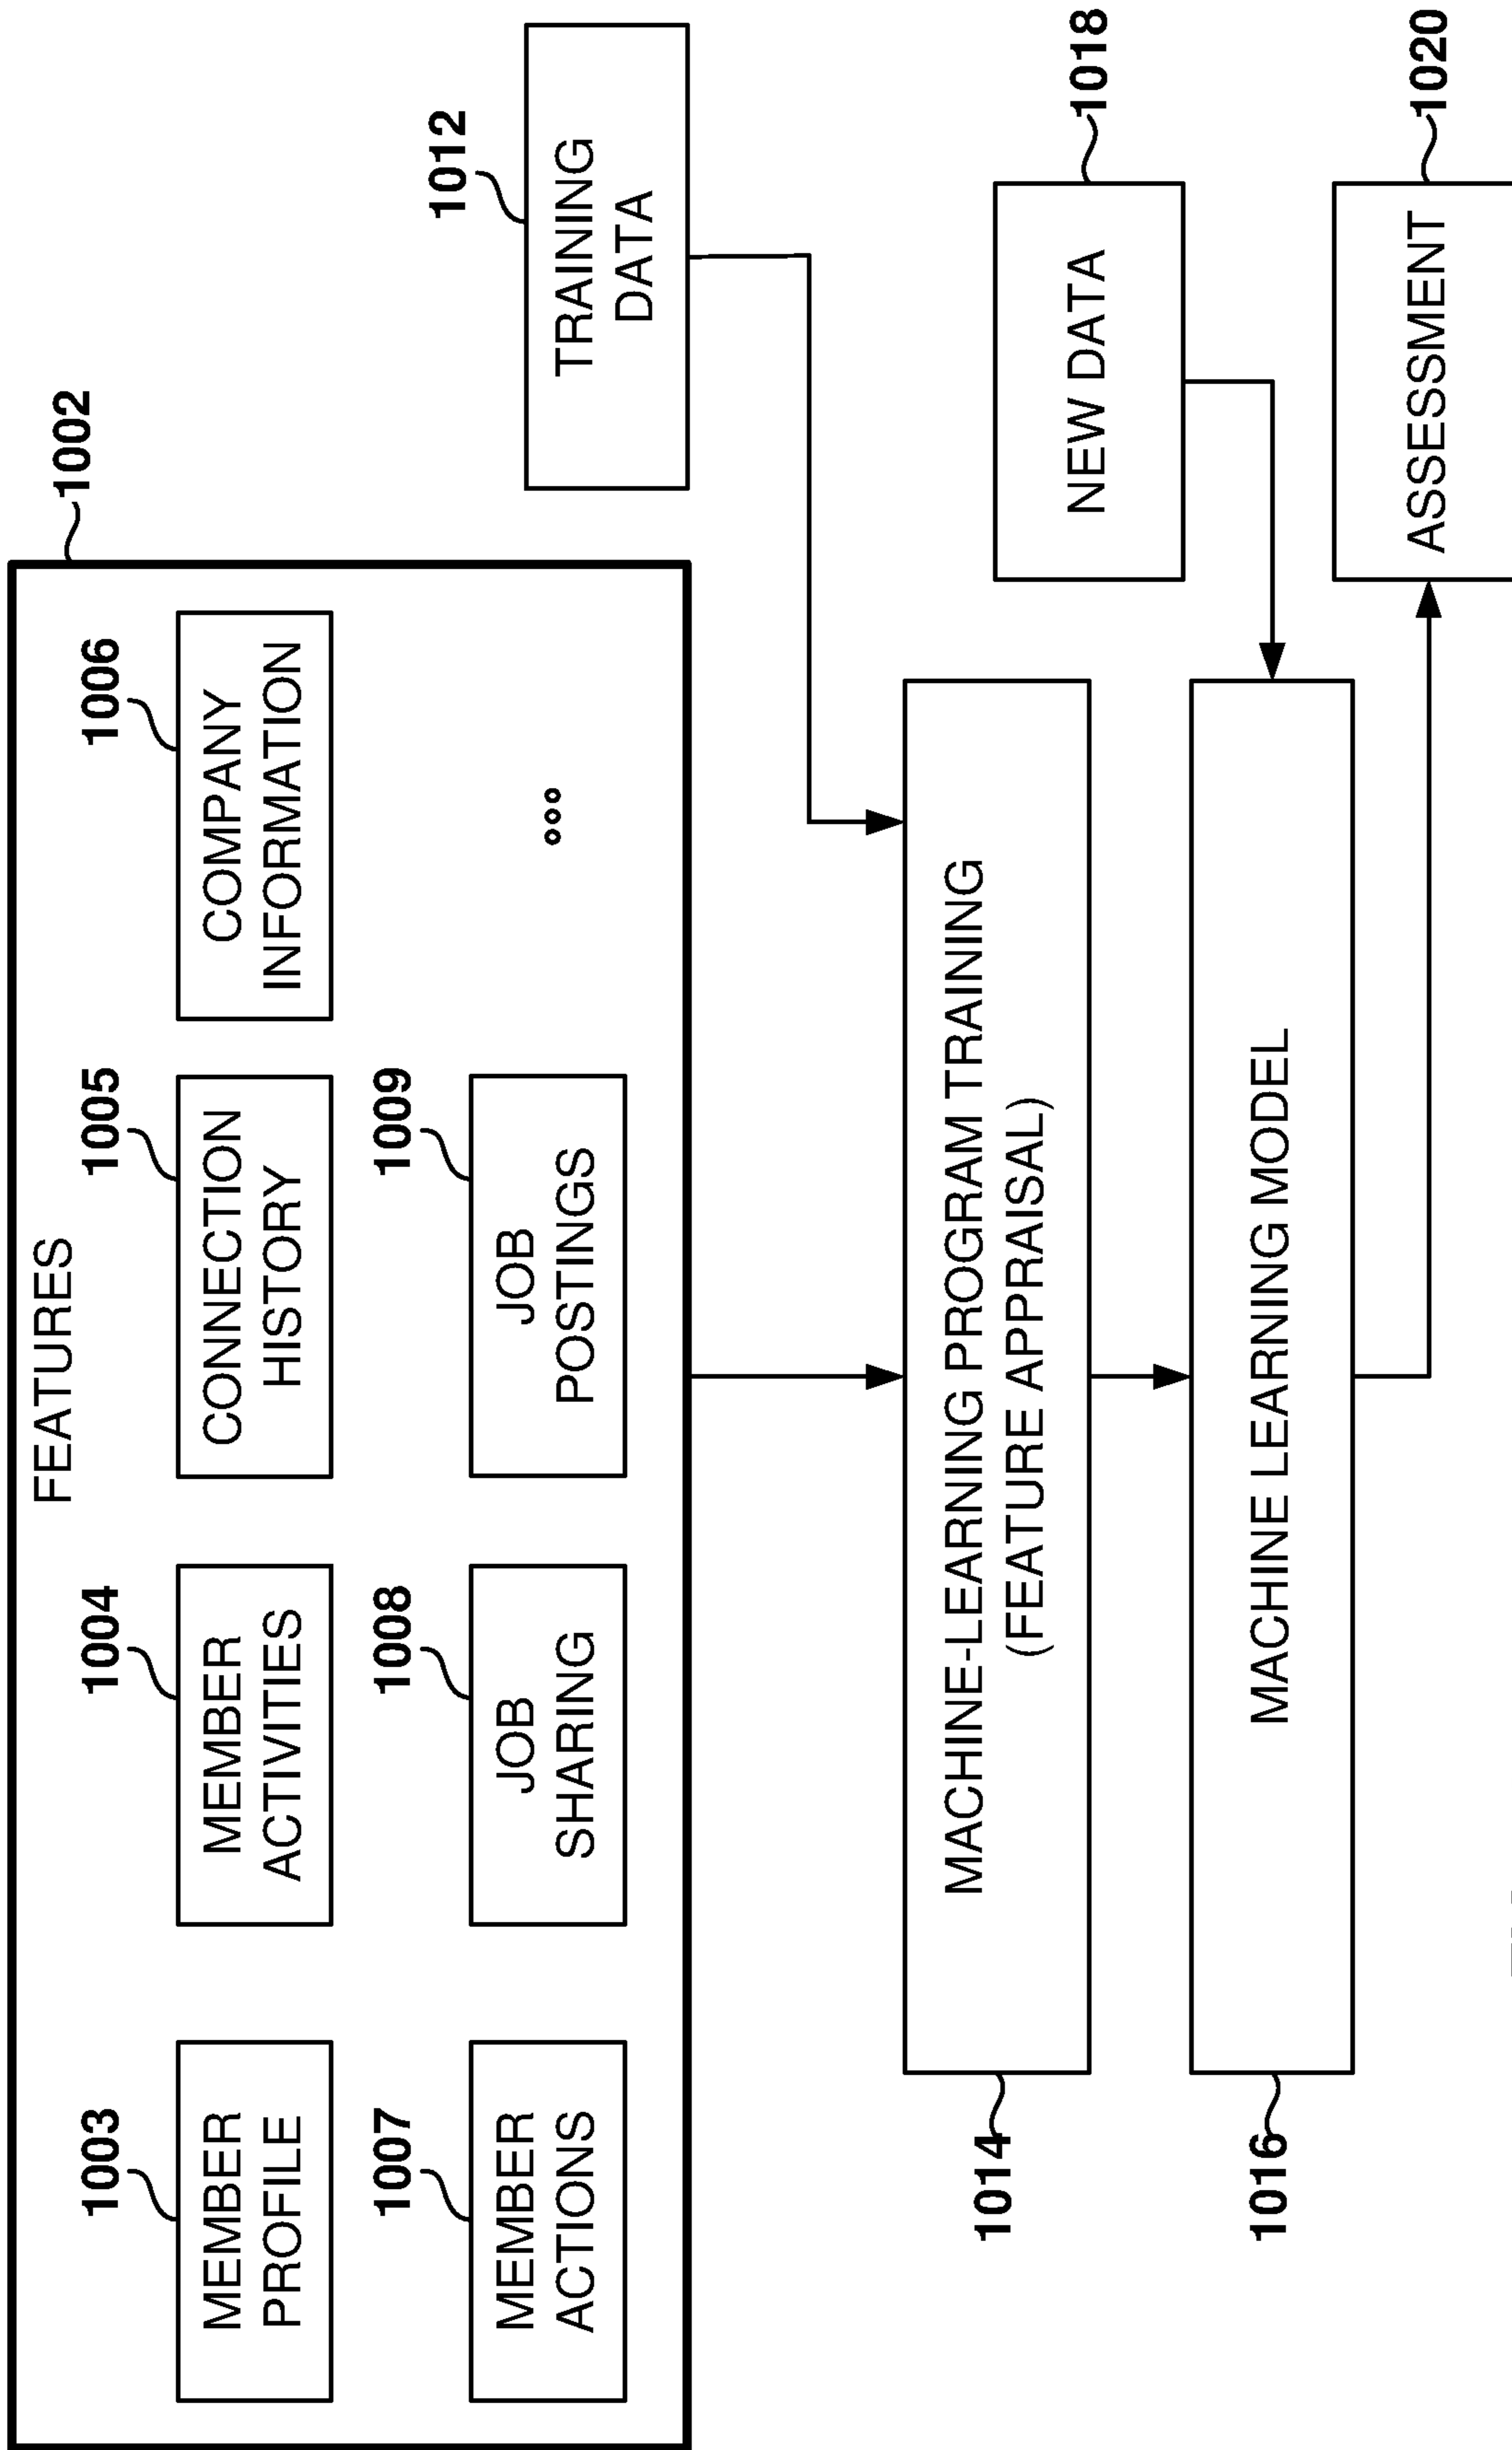 1002
FEATURES
1003
1004
1005
1006
MEMBER
PROFILE
MEMBER
ACTIVITIES
CONNECTION
HISTORY
COMPANY
INFORMATION
1007
1008
1009
MEMBER
ACTIONS
JOB
SHARING
JOB
POSTINGS
1012
TRAINING
DATA
1014
MACHINE-LEARNING PROGRAM TRAINING
(FEATURE APPRAISAL)
1018
NEW DATA
1016
MACHINE LEARNING MODEL
1020
ASSESSMENT